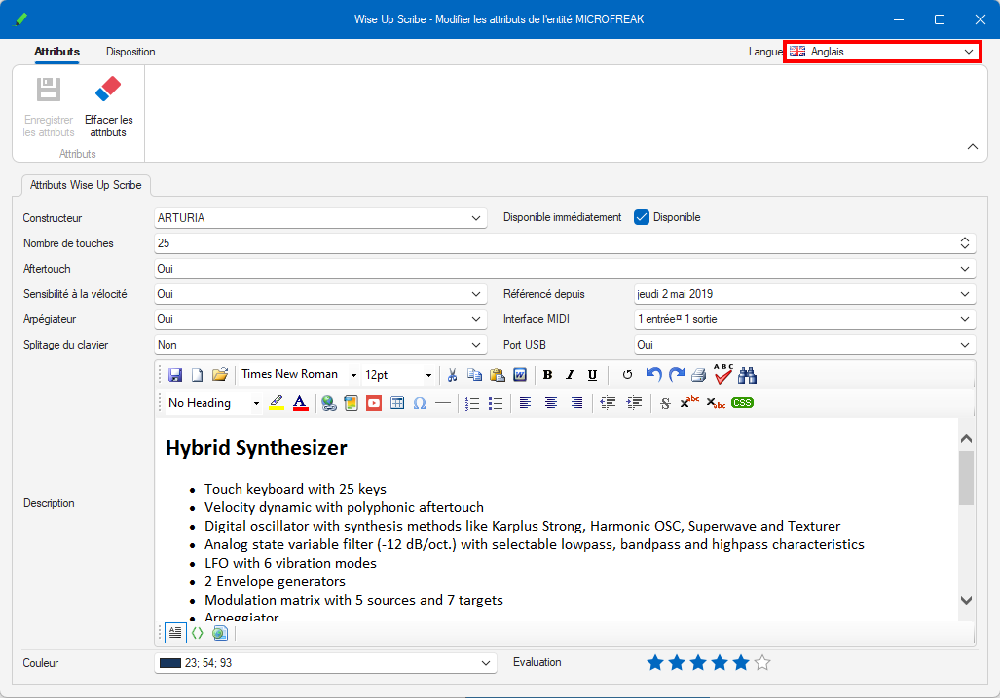 Wise Up Scribe - Modifier les attributs de l'entité MICROFREAK
Attributs Disposition Langue Anglais
Enregistrer les attributs
Effacer les attributs
Attributs
Attributs Wise Up Scribe
Constructeur ARTURIA Disponible immédiatement Disponible
Nombre de touches 25
Aftertouch Oui
Sensibilité à la vélocité Oui Référencé depuis jeudi 2 mai 2019
Arpégiateur Oui Interface MIDI 1 entrée¤ 1 sortie
Splitage du clavier Non Port USB Oui
Times New Roman 12pt W B I U ABC
No Heading A Ω S xabc xabc CSS
Hybrid Synthesizer
• Touch keyboard with 25 keys
• Velocity dynamic with polyphonic aftertouch
• Digital oscillator with synthesis methods like Karplus Strong, Harmonic OSC, Superwave and Texturer
• Analog state variable filter (-12 dB/oct.) with selectable lowpass, bandpass and highpass characteristics
• LFO with 6 vibration modes
• 2 Envelope generators
• Modulation matrix with 5 sources and 7 targets
• Arpeggiator
Description
Couleur 23; 54; 93 Evaluation